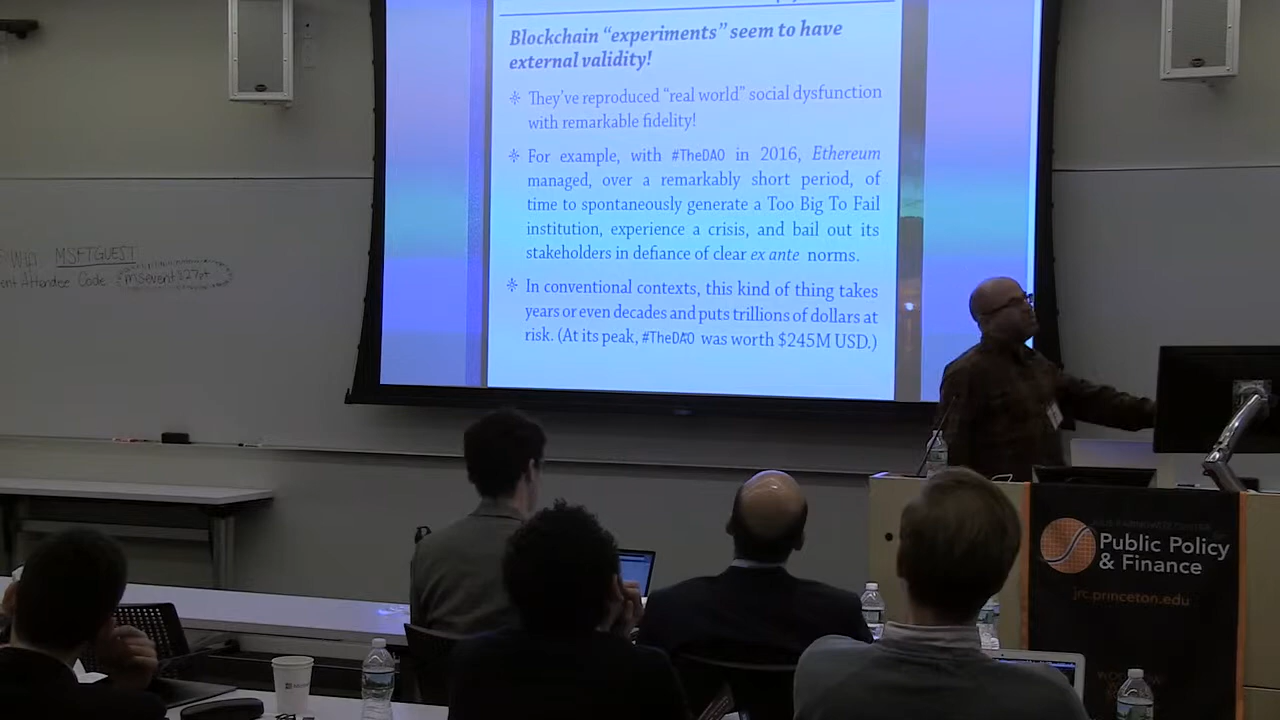 Blockchain “experiments” seem to have
external validity!
They’ve reproduced “real world” social dysfunction
with remarkable fidelity!
For example, with #TheDAO in 2016, Ethereum
managed, over a remarkably short period, of
time to spontaneously generate a Too Big To Fail
institution, experience a crisis, and bail out its
stakeholders in defiance of clear ex ante norms.
In conventional contexts, this kind of thing takes
years or even decades and puts trillions of dollars at
risk. (At its peak, #TheDAO was worth $245M USD.)
MSFTGUEST
Attendee Code
Public Policy
& Finance
jrc.princeton.edu